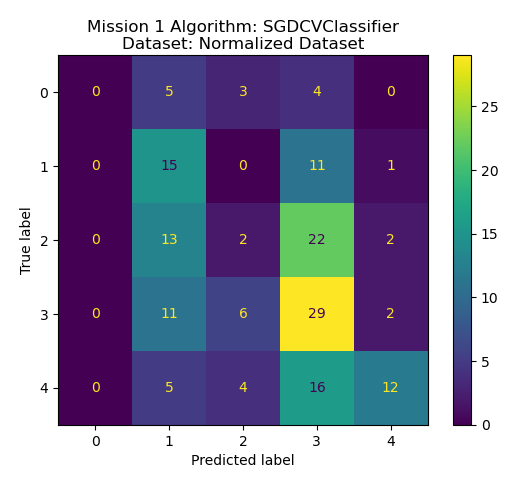 Mission 1 Algorithm: SGDCVClassifier
Dataset: Normalized Dataset
True label
0 0 5 3 4 0
1 0 15 0 11 1
2 0 13 2 22 2
3 0 11 6 29 2
4 0 5 4 16 12
0 1 2 3 4
Predicted label
25
20
15
10
5
0